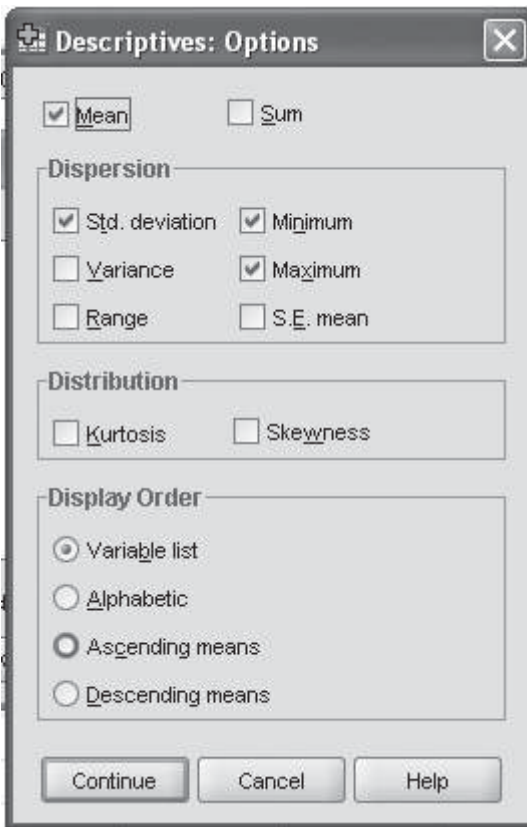 Descriptives: Options
Mean Sum
Dispersion
Std. deviation Minimum
Variance Maximum
Range S.E. mean
Distribution
Kurtosis Skewness
Display Order
Variable list
Alphabetic
Ascending means
Descending means
Continue Cancel Help